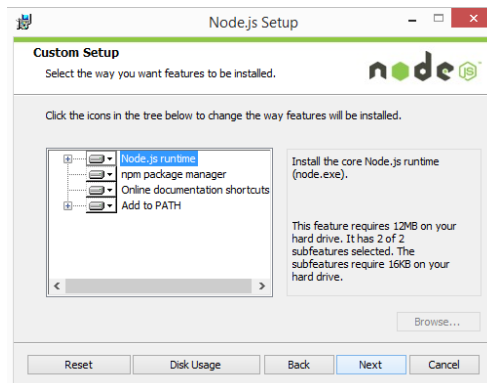 Node.js Setup
Custom Setup
Select the way you want features to be installed.
node JS
Click the icons in the tree below to change the way features will be installed.
Node.js runtime
npm package manager
Online documentation shortcuts
Add to PATH
Install the core Node.js runtime
(node.exe).
This feature requires 12MB on your
hard drive. It has 2 of 2
subfeatures selected. The
subfeatures require 16KB on your
hard drive.
Browse...
Reset
Disk Usage
Back
Next
Cancel